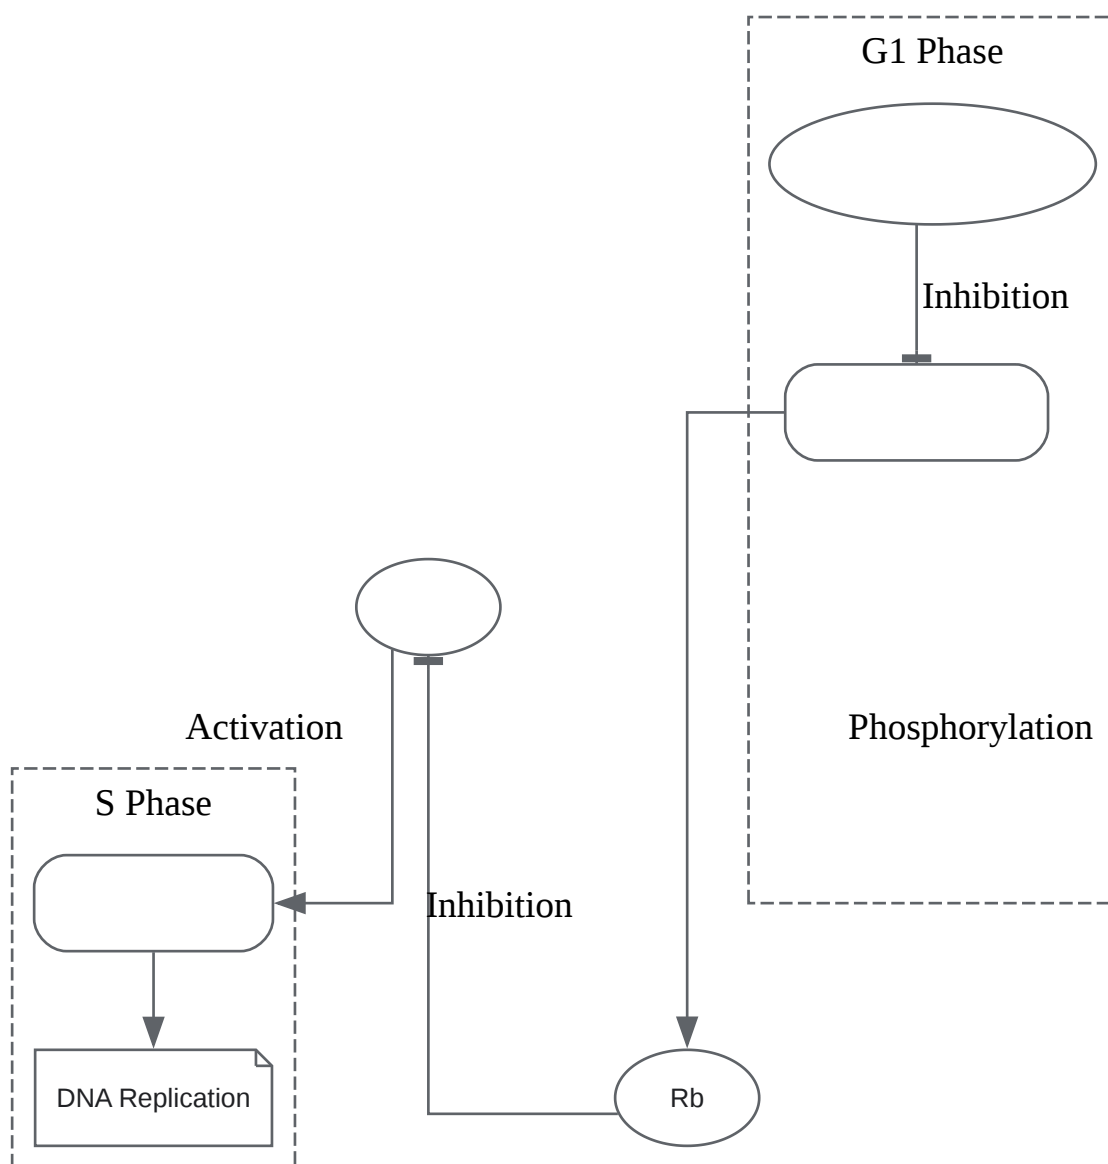 G1 Phase
Inhibition
Activation
Phosphorylation
S Phase
Inhibition
DNA Replication
Rb